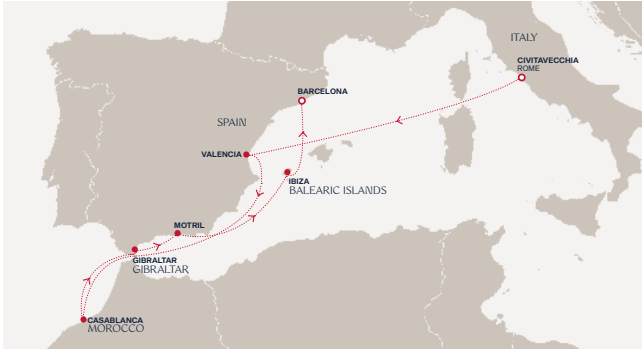 ITALY
CIVITAVECCHIA
ROME
BARCELONA
SPAIN
VALENCIA
IBIZA
BALEARIC ISLANDS
MOTRIL
GIBRALTAR
GIBRALTAR
CASABLANCA
MOROCCO